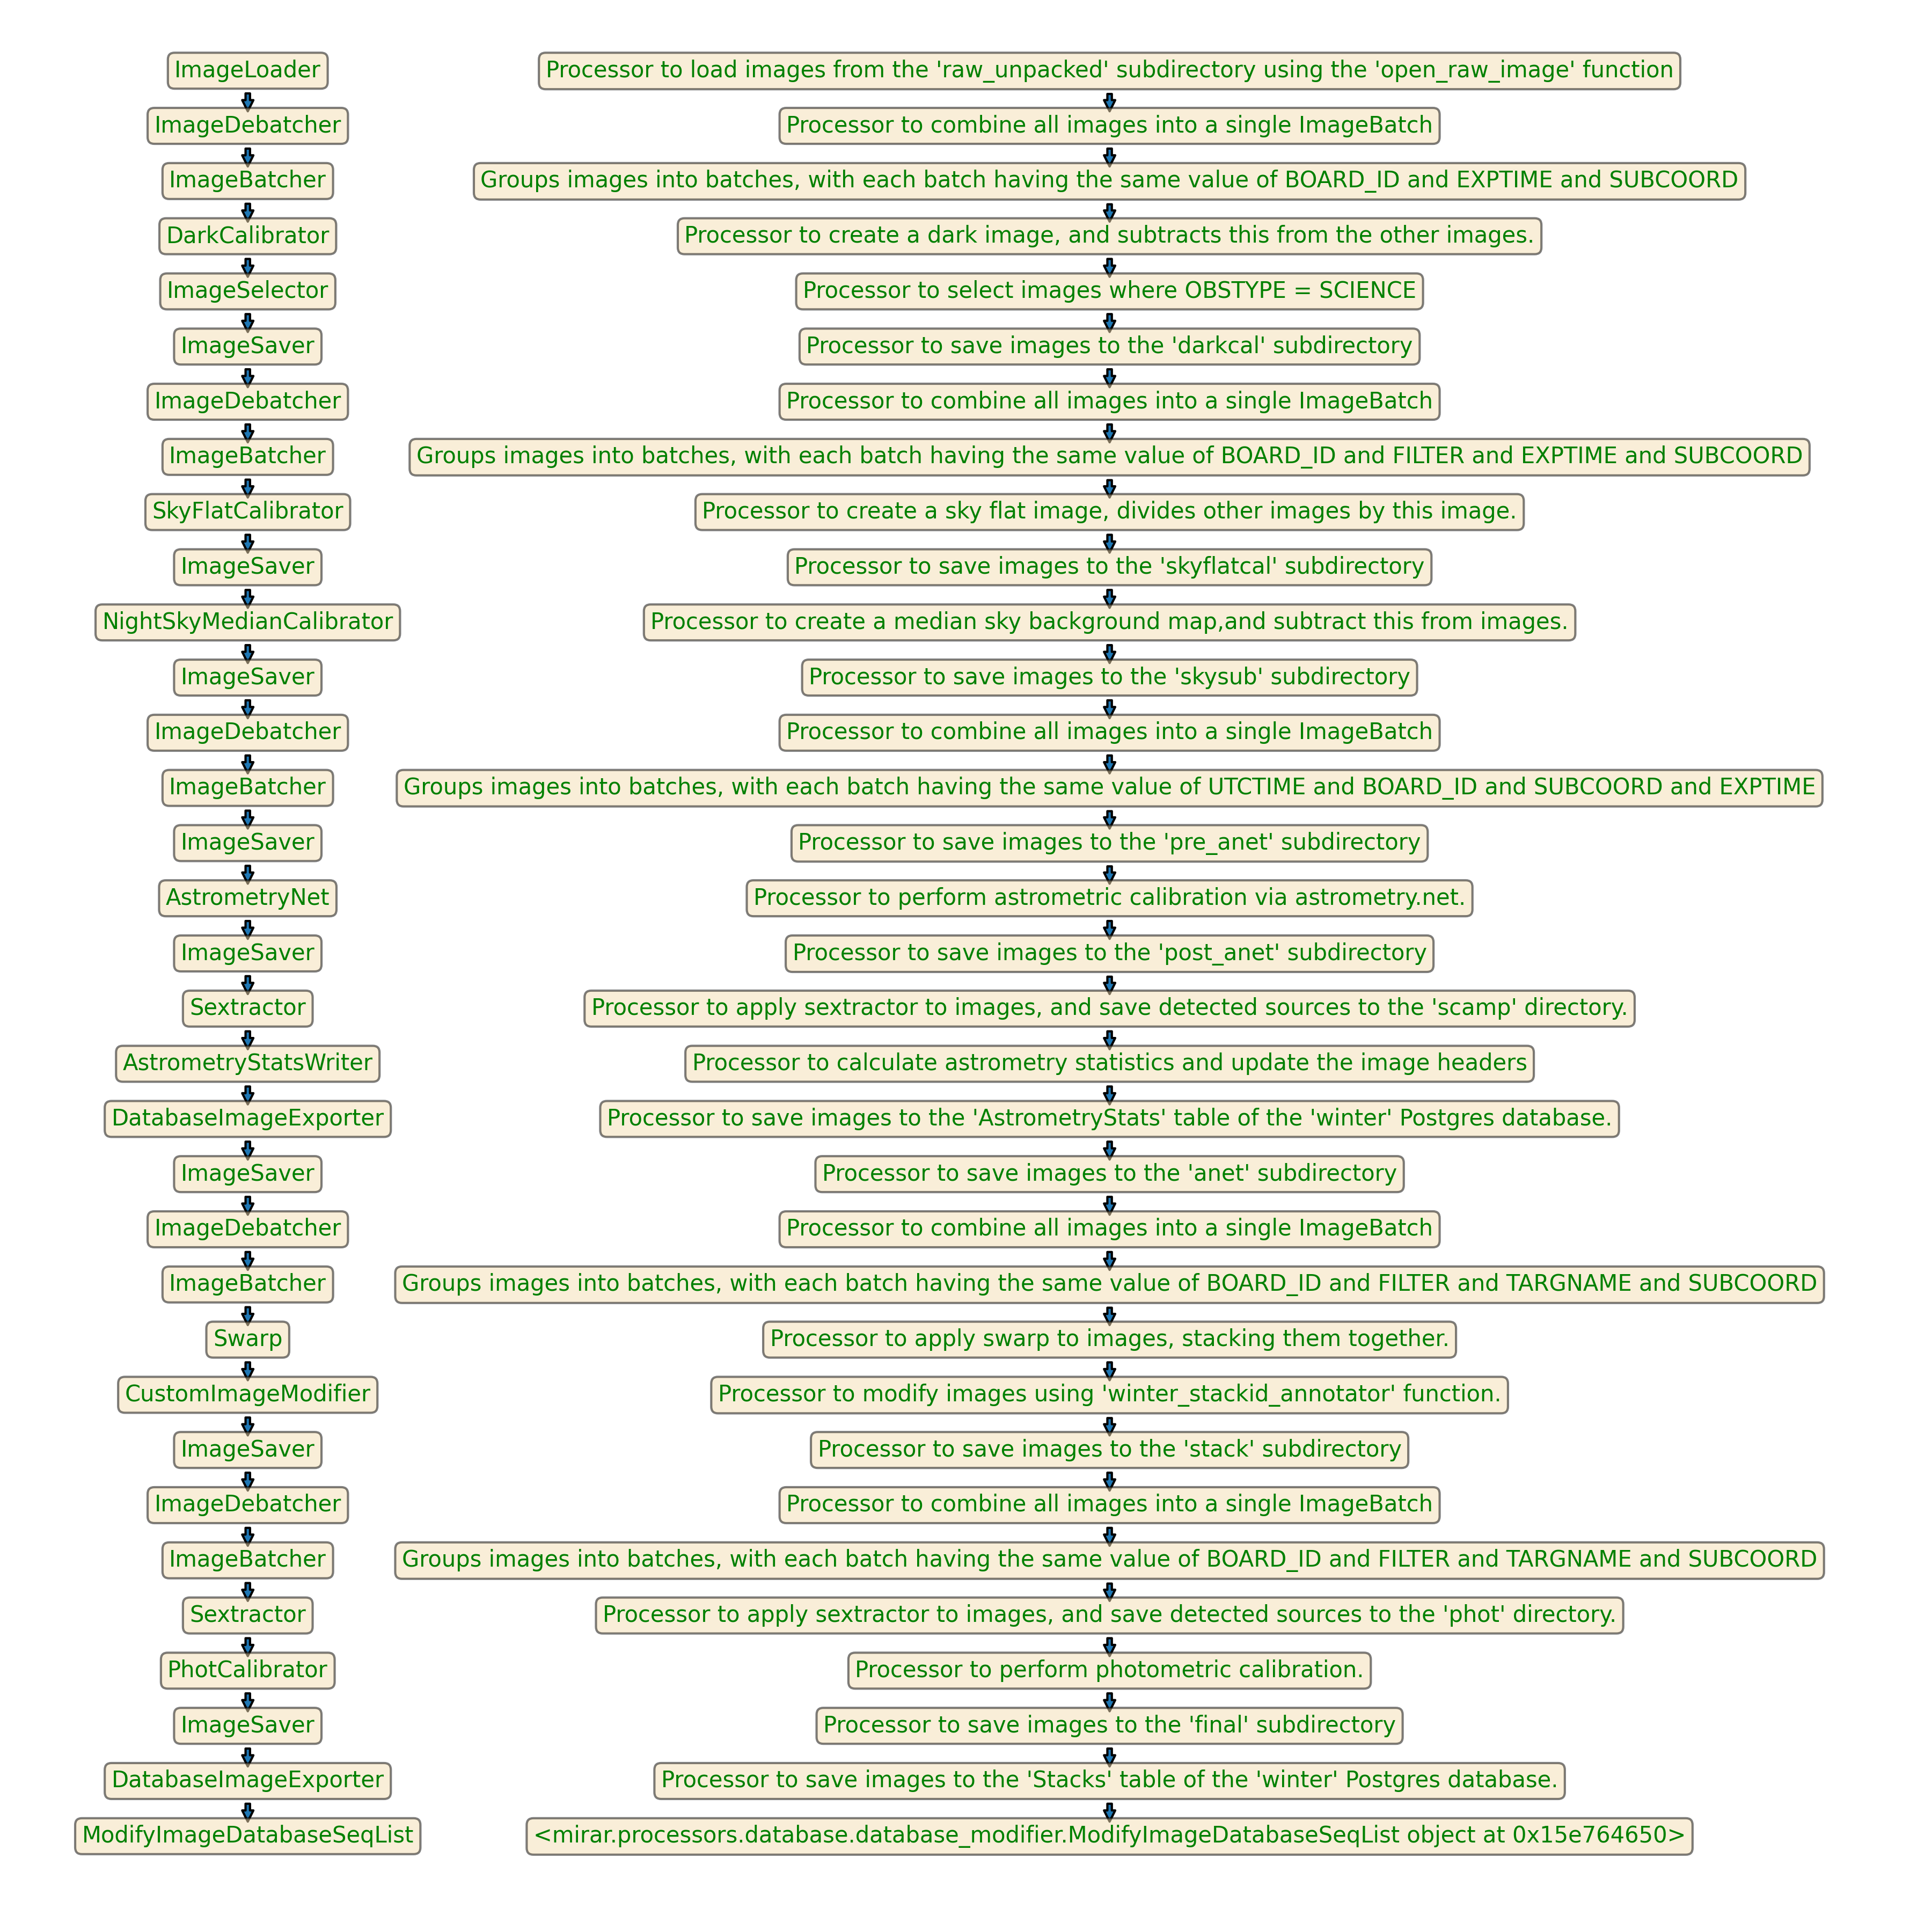 ImageLoader
Processor to load images from the 'raw_unpacked' subdirectory using the 'open_raw_image' function
ImageDebatcher
Processor to combine all images into a single ImageBatch
ImageBatcher
Groups images into batches, with each batch having the same value of BOARD_ID and EXPTIME and SUBCOORD
DarkCalibrator
Processor to create a dark image, and subtracts this from the other images.
ImageSelector
Processor to select images where OBSTYPE = SCIENCE
ImageSaver
Processor to save images to the 'darkcal' subdirectory
ImageDebatcher
Processor to combine all images into a single ImageBatch
ImageBatcher
Groups images into batches, with each batch having the same value of BOARD_ID and FILTER and EXPTIME and SUBCOORD
SkyFlatCalibrator
Processor to create a sky flat image, divides other images by this image.
ImageSaver
Processor to save images to the 'skyflatcal' subdirectory
NightSkyMedianCalibrator
Processor to create a median sky background map,and subtract this from images.
ImageSaver
Processor to save images to the 'skysub' subdirectory
ImageDebatcher
Processor to combine all images into a single ImageBatch
ImageBatcher
Groups images into batches, with each batch having the same value of UTCTIME and BOARD_ID and SUBCOORD and EXPTIME
ImageSaver
Processor to save images to the 'pre_anet' subdirectory
AstrometryNet
Processor to perform astrometric calibration via astrometry.net.
ImageSaver
Processor to save images to the 'post_anet' subdirectory
Sextractor
Processor to apply sextractor to images, and save detected sources to the 'scamp' directory.
AstrometryStatsWriter
Processor to calculate astrometry statistics and update the image headers
DatabaseImageExporter
Processor to save images to the 'AstrometryStats' table of the 'winter' Postgres database.
ImageSaver
Processor to save images to the 'anet' subdirectory
ImageDebatcher
Processor to combine all images into a single ImageBatch
ImageBatcher
Groups images into batches, with each batch having the same value of BOARD_ID and FILTER and TARGNAME and SUBCOORD
Swarp
Processor to apply swarp to images, stacking them together.
CustomImageModifier
Processor to modify images using 'winter_stackid_annotator' function.
ImageSaver
Processor to save images to the 'stack' subdirectory
ImageDebatcher
Processor to combine all images into a single ImageBatch
ImageBatcher
Groups images into batches, with each batch having the same value of BOARD_ID and FILTER and TARGNAME and SUBCOORD
Sextractor
Processor to apply sextractor to images, and save detected sources to the 'phot' directory.
PhotCalibrator
Processor to perform photometric calibration.
ImageSaver
Processor to save images to the 'final' subdirectory
DatabaseImageExporter
Processor to save images to the 'Stacks' table of the 'winter' Postgres database.
ModifyImageDatabaseSeqList
<mirar.processors.database.database_modifier.ModifyImageDatabaseSeqList object at 0x15e764650>